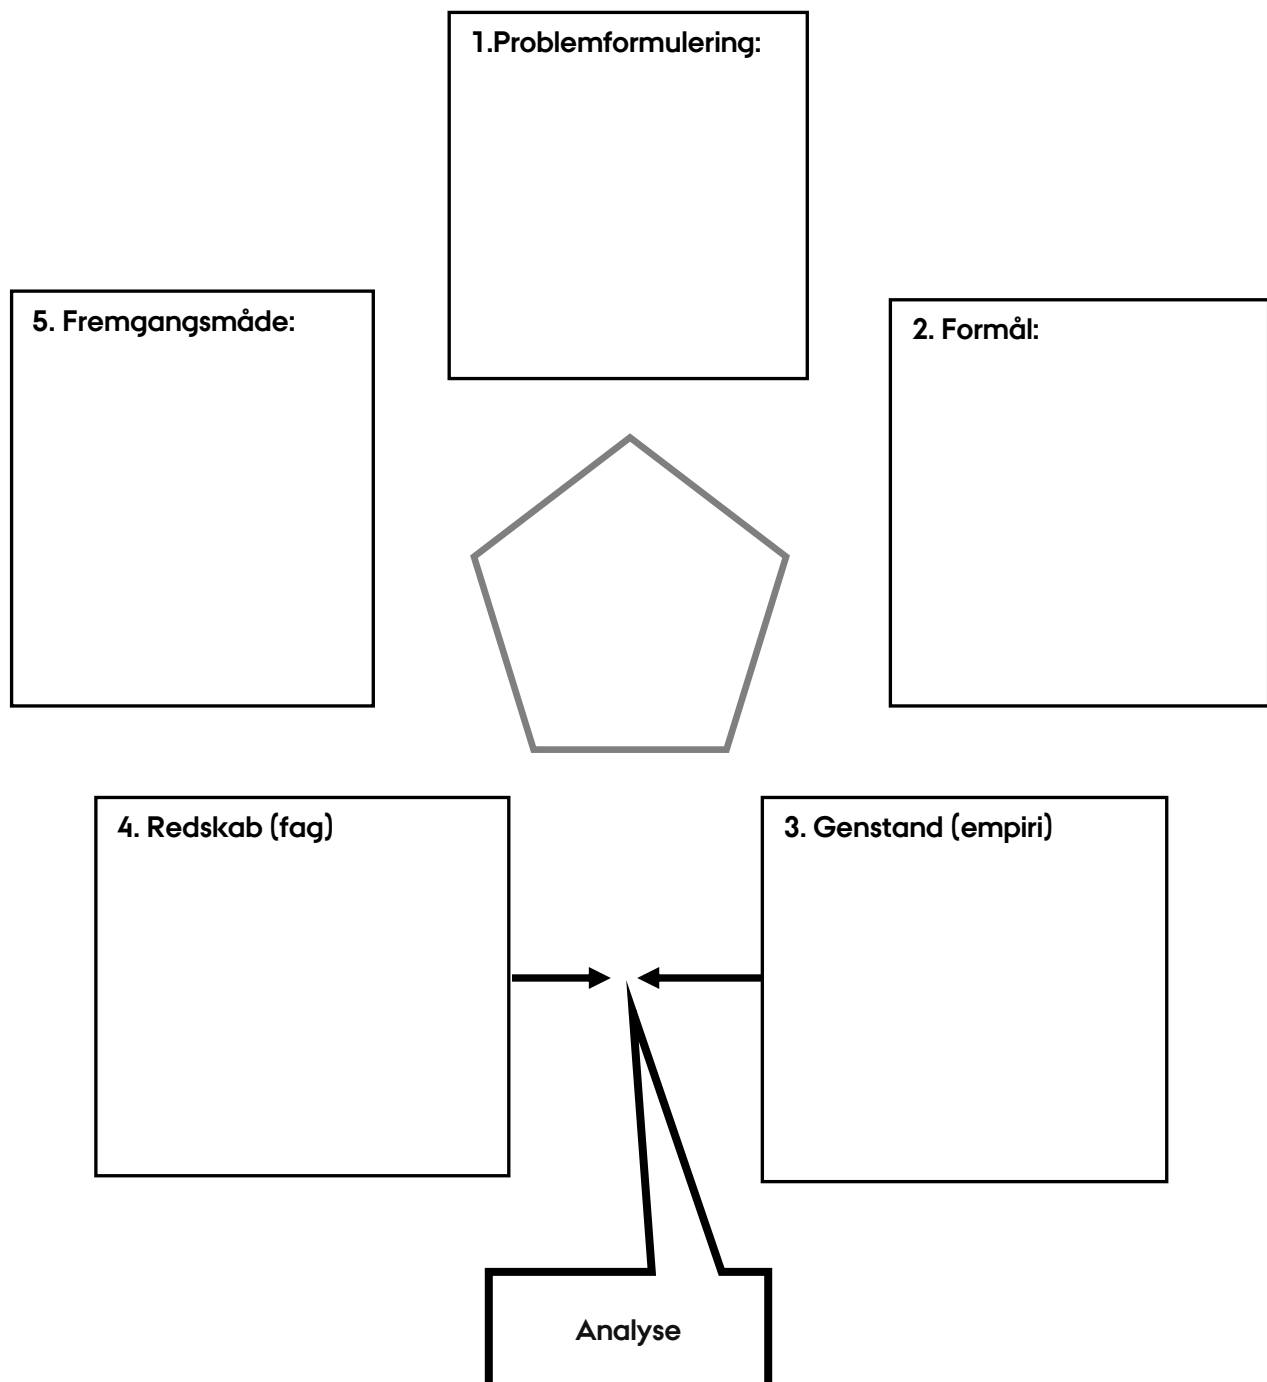 1.Problemformulering:
5. Fremgangsmåde:
2. Formål:
4. Redskab (fag)
3. Genstand (empiri)
Analyse